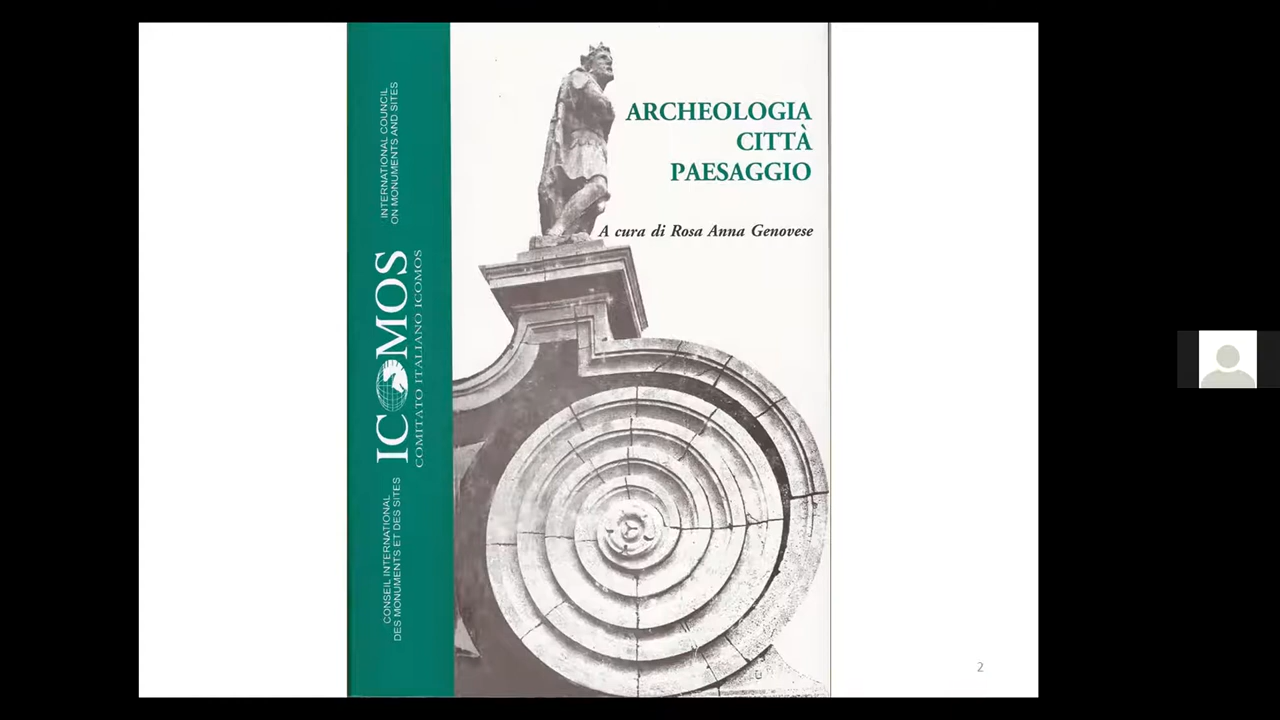 INTERNATIONAL COUNCIL
ON MONUMENTS AND SITES
ICOMOS
COMITATO ITALIANO ICOMOS
CONSEIL INTERNATIONAL
DES MONUMENTS ET DES SITES
ARCHEOLOGIA
CITTÀ
PAESAGGIO
A cura di Rosa Anna Genovese
2